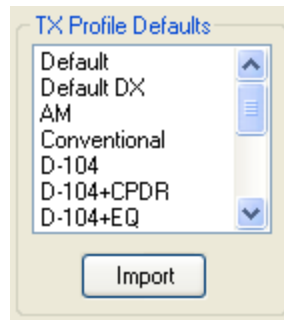 TX Profile Defaults
Default
Default DX
AM
Conventional
D-104
D-104+CPDR
D-104+EQ
Import